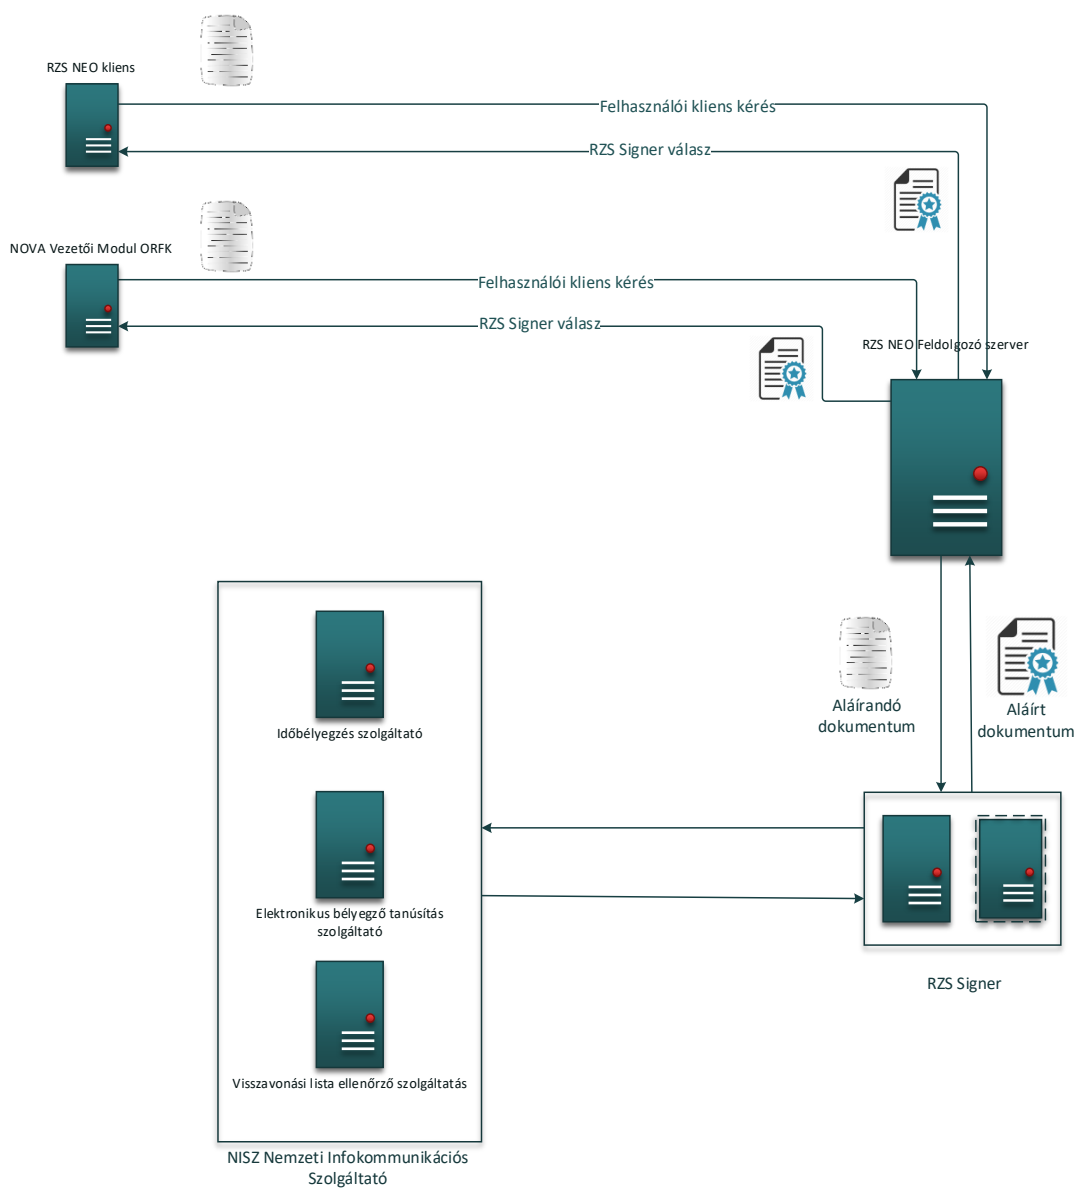 RZS NEO kliens
Felhasználói kliens kérés
RZS Signer válasz
NOVA Vezetői Modul ORFK
Felhasználói kliens kérés
RZS Signer válasz
RZS NEO Feldolgozó szerver
Aláírandó
dokumentum
Aláírt
dokumentum
Időbélyegzés szolgáltató
Elektronikus bélyegző tanúsítás
szolgáltató
RZS Signer
Visszavonási lista ellenőrző szolgáltatás
NISZ Nemzeti Infokommunikációs
Szolgáltató